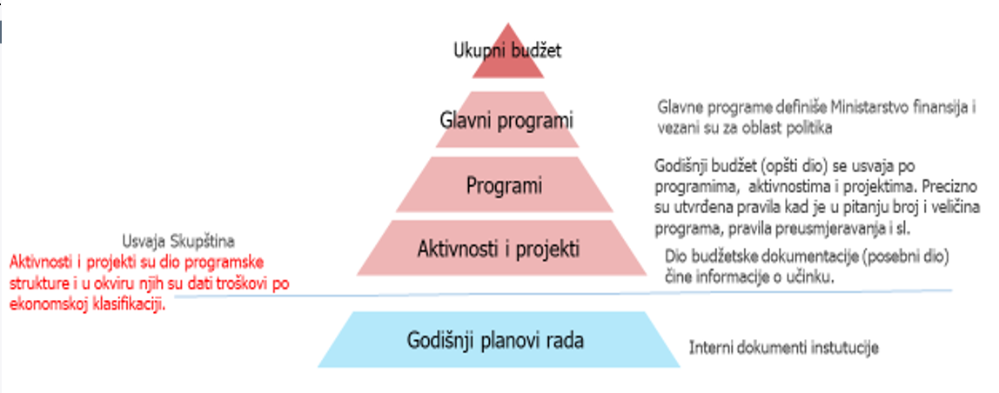 Ukupni budžet
Glavni programi
Glavne programe definiše Ministarstvo finansija i
vezani su za oblast politika
Programi
Godišnji budžet (opšti dio) se usvaja po
programima, aktivnostima i projektima. Precizno
su utvrđena pravila kad je u pitanju broj i veličina
programa, pravila preusmjeravanja i sl.
Usvaja Skupština
Aktivnosti i projekti su dio programske
strukture i u okviru njih su dati troškovi po
ekonomskoj klasifikaciji.
Aktivnosti i projekti
Dio budžetske dokumentacije (posebni dio)
čine informacije o učinku.
Godišnji planovi rada
Interni dokumenti instutucije